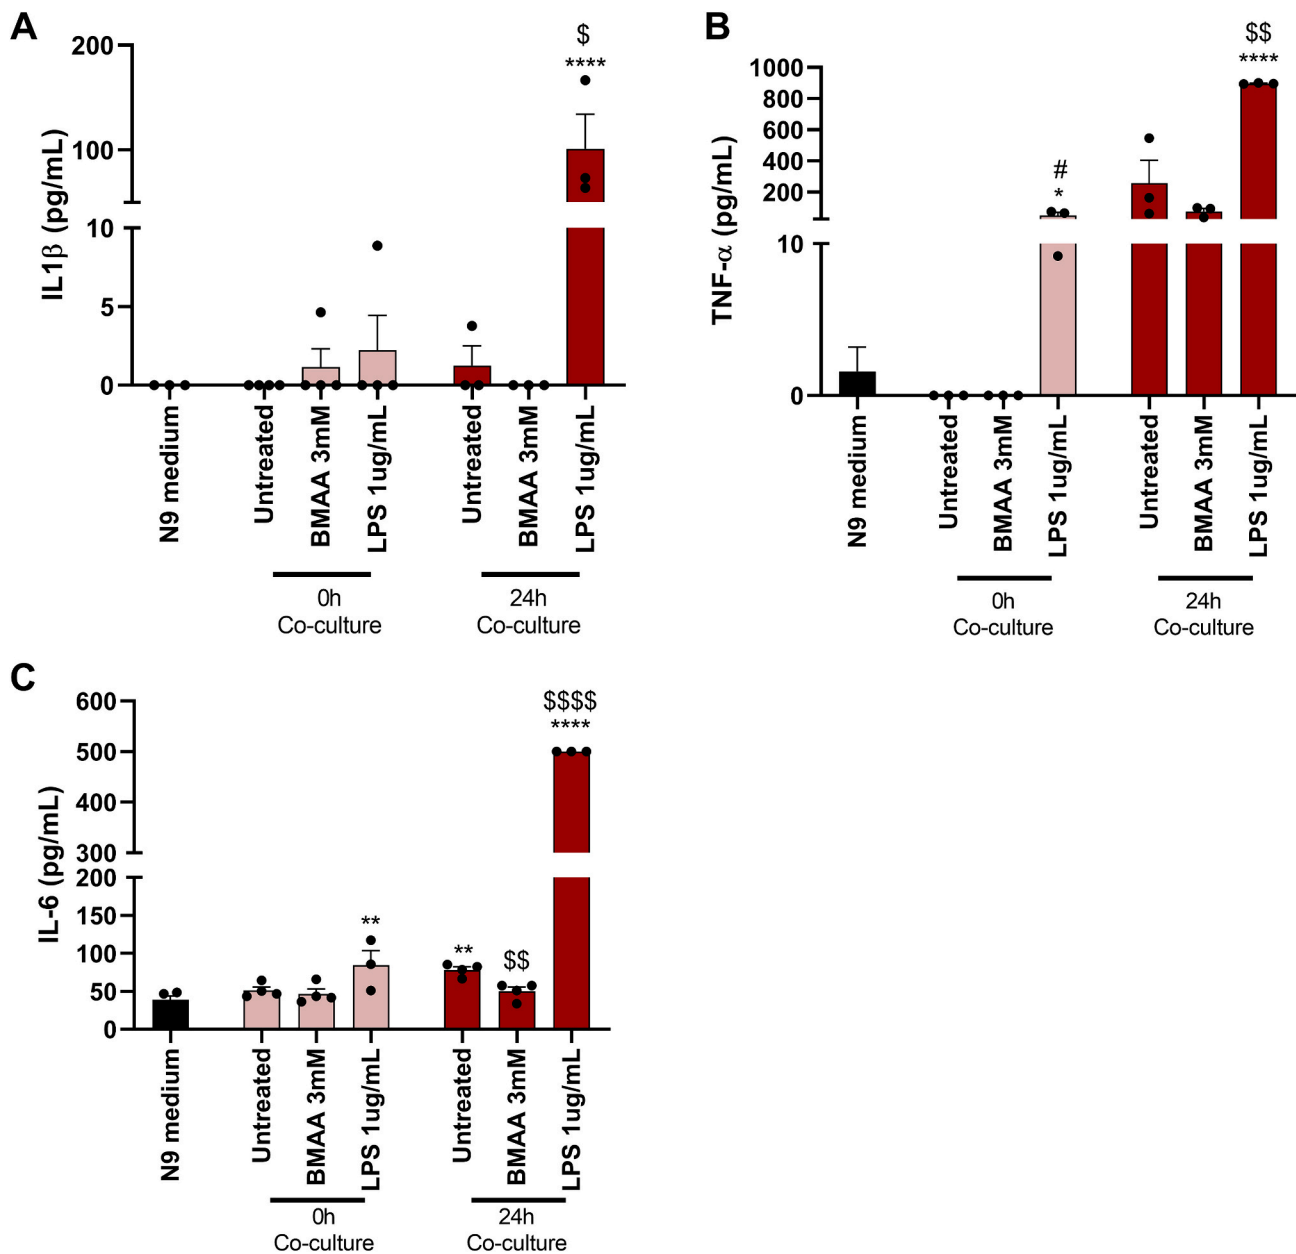 A
IL1β (pg/mL)
200
100
10
5
0
$
****
N9 medium
Untreated
BMAA 3mM
LPS 1ug/mL
Untreated
BMAA 3mM
LPS 1ug/mL
0h
Co-culture
24h
Co-culture
B
TNF-α (pg/mL)
1000
800
600
400
200
10
0
#
*
$$
****
N9 medium
Untreated
BMAA 3mM
LPS 1ug/mL
Untreated
BMAA 3mM
LPS 1ug/mL
0h
Co-culture
24h
Co-culture
C
IL-6 (pg/mL)
600
500
400
300
200
150
100
50
0
**
**
$$
$$$$
****
N9 medium
Untreated
BMAA 3mM
LPS 1ug/mL
Untreated
BMAA 3mM
LPS 1ug/mL
0h
Co-culture
24h
Co-culture